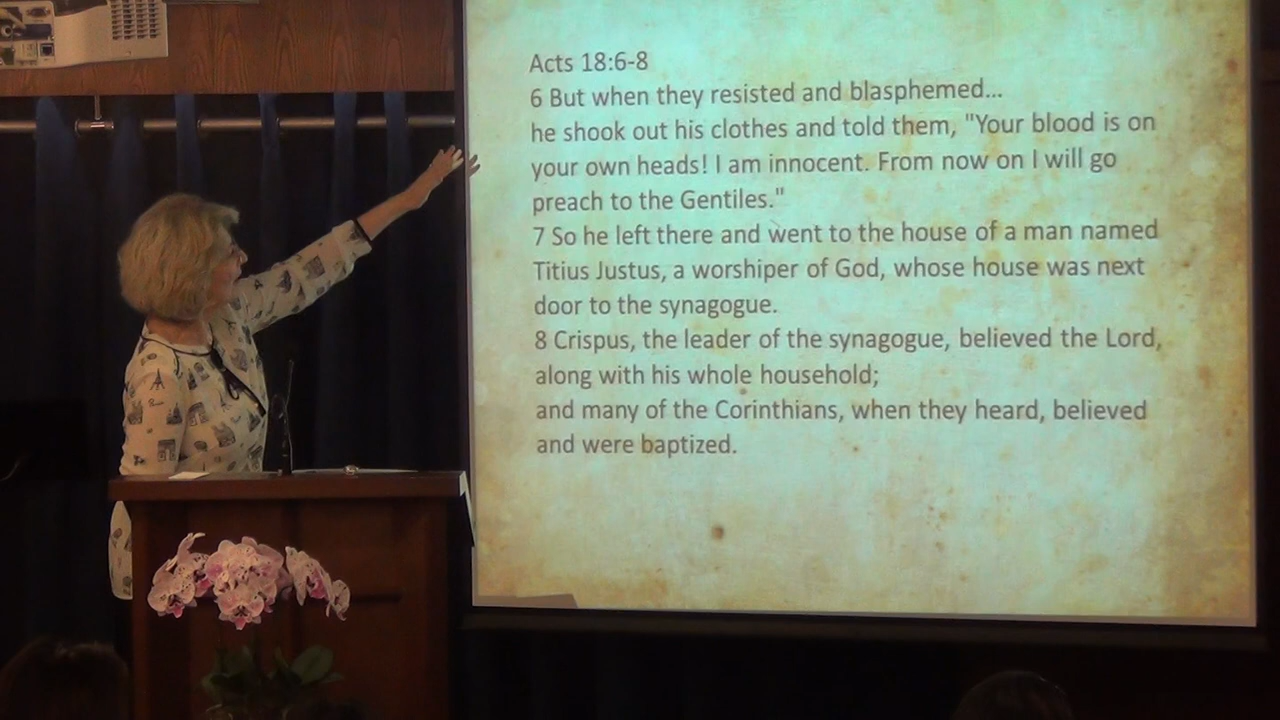 Acts 18:6-8
6 But when they resisted and blasphemed...
he shook out his clothes and told them, "Your blood is on
your own heads! I am innocent. From now on I will go
preach to the Gentiles."
7 So he left there and went to the house of a man named
Titius Justus, a worshiper of God, whose house was next
door to the synagogue.
8 Crispus, the leader of the synagogue, believed the Lord,
along with his whole household;
and many of the Corinthians, when they heard, believed
and were baptized.